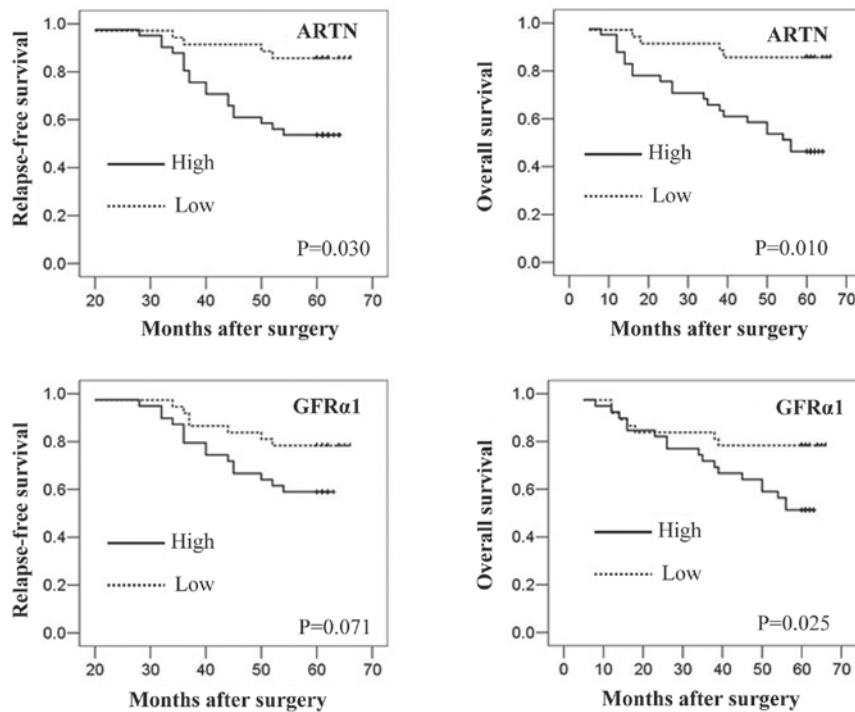 ARTN
Relapse-free survival
1.0
0.8
0.6
0.4
0.2
0.0
High
Low
P=0.030
20 30 40 50 60 70
Months after surgery
ARTN
Overall survival
1.0
0.8
0.6
0.4
0.2
0.0
High
Low
P=0.010
0 10 20 30 40 50 60 70
Months after surgery
GFRα1
Relapse-free survival
1.0
0.8
0.6
0.4
0.2
0.0
High
Low
P=0.071
20 30 40 50 60 70
Months after surgery
GFRα1
Overall survival
1.0
0.8
0.6
0.4
0.2
0.0
High
Low
P=0.025
0 10 20 30 40 50 60 70
Months after surgery